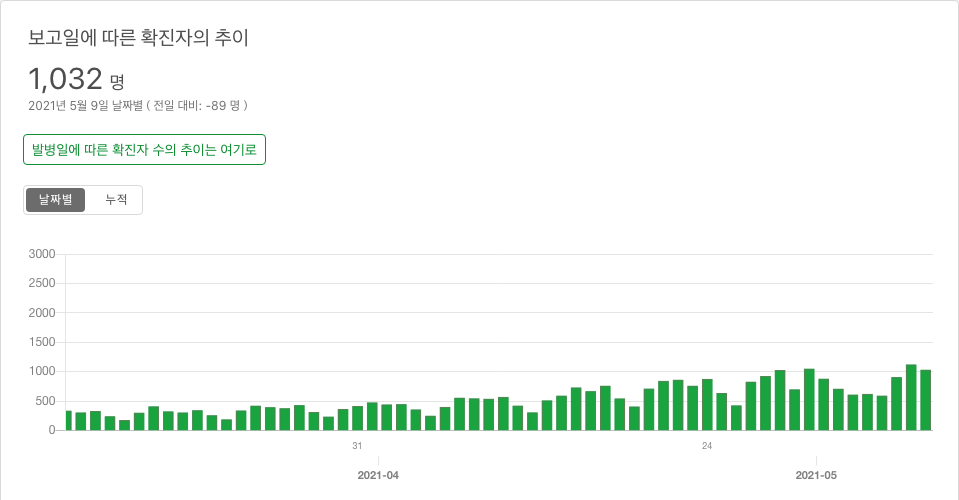 보고일에 따른 확진자의 추이
1,032 명
2021년 5월 9일 날짜별 ( 전일 대비: -89 명 )
발병일에 따른 확진자 수의 추이는 여기로
날짜별 누적
3000
2500
2000
1500
1000
500
0
31 24
2021-04 2021-05